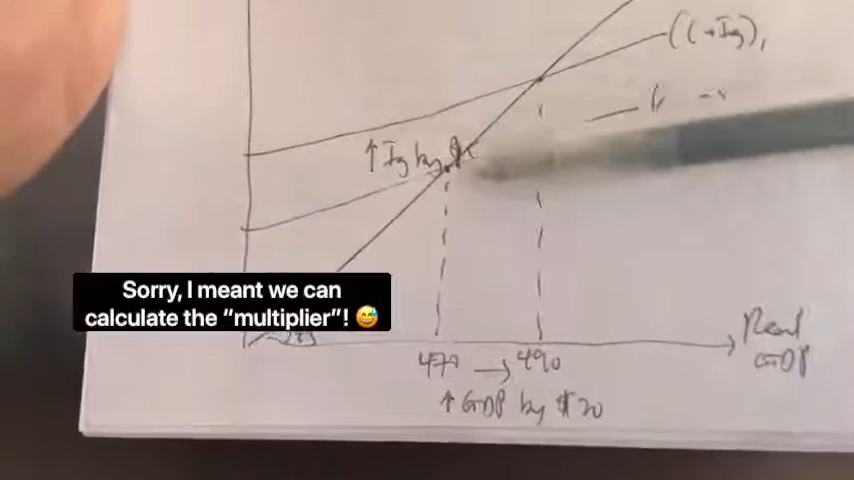 (C+Ig)₁
↑Ig by
Sorry, I meant we can
calculate the "multiplier"! 😅
Real
GDP
470 → 490
↑GDP by $20